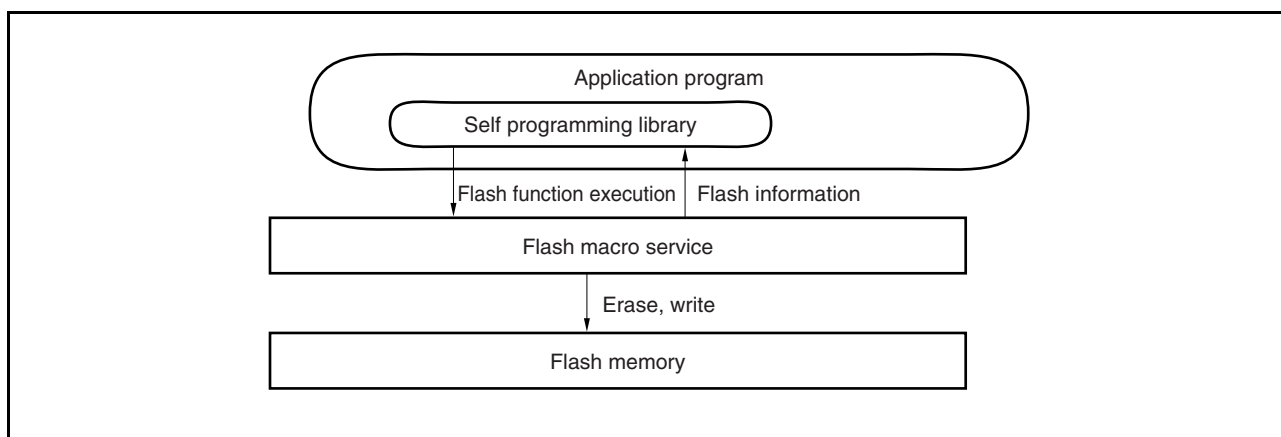 Application program
Self programming library
Flash function execution
Flash information
Flash macro service
Erase, write
Flash memory